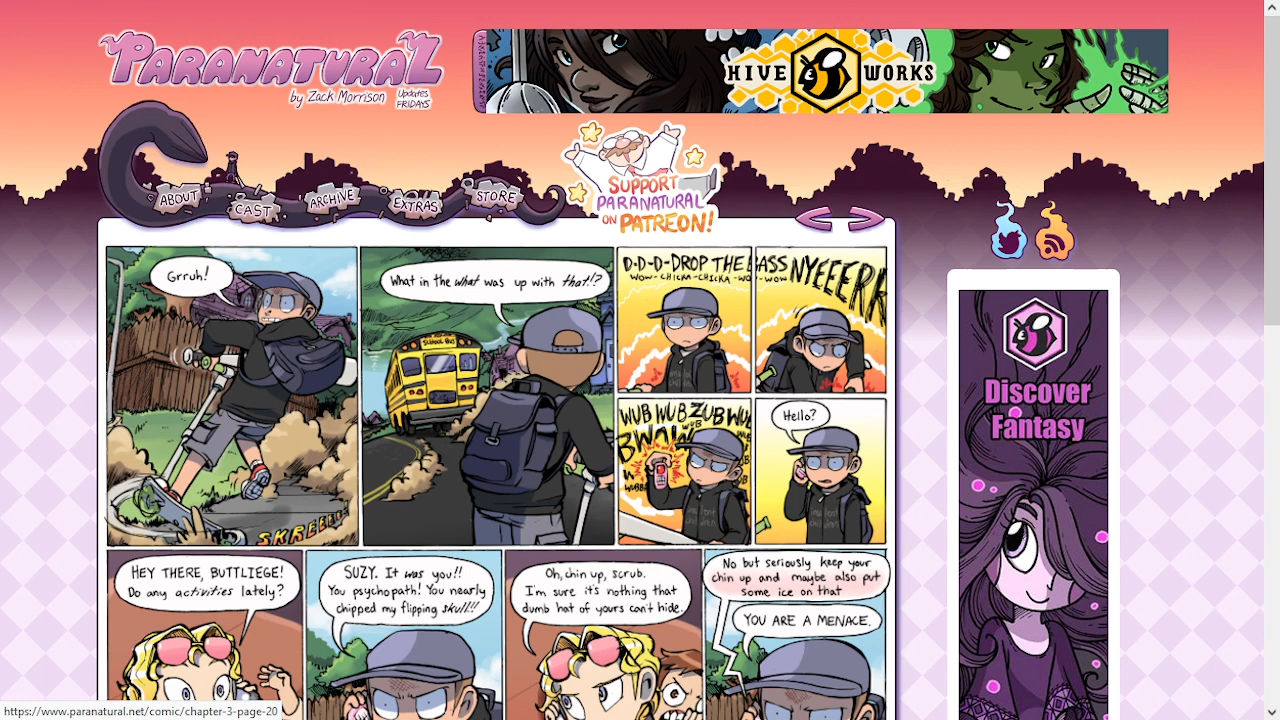 PARANATURAL
by Zack Morrison
Updates
FRIDAYS
HIVE WORKS
ABOUT
CAST
ARCHIVE
EXTRAS
STORE
SUPPORT
PARANATURAL
ON PATREON!
Grruh!
SKREEEE
What in the what was up with that!?
SCHOOL BUS
D-D-D-DROP THE BASS
WOW-CHICKA-CHICKA-WO
P-WOW
NYEEERR
WUB WUB ZUB WUB
WUB
Hello?
HEY THERE, BUTTLIEGE!
Do any activities lately?
SUZY. It was you!!
You psychopath! You nearly
chipped my flipping skull!!
Oh, chin up, scrub.
I'm sure it's nothing that
dumb hat of yours can't hide.
No but seriously keep your
chin up and maybe also put
some ice on that
YOU ARE A MENACE.
Discover
Fantasy
https://www.paranatural.net/comic/chapter-3-page-20